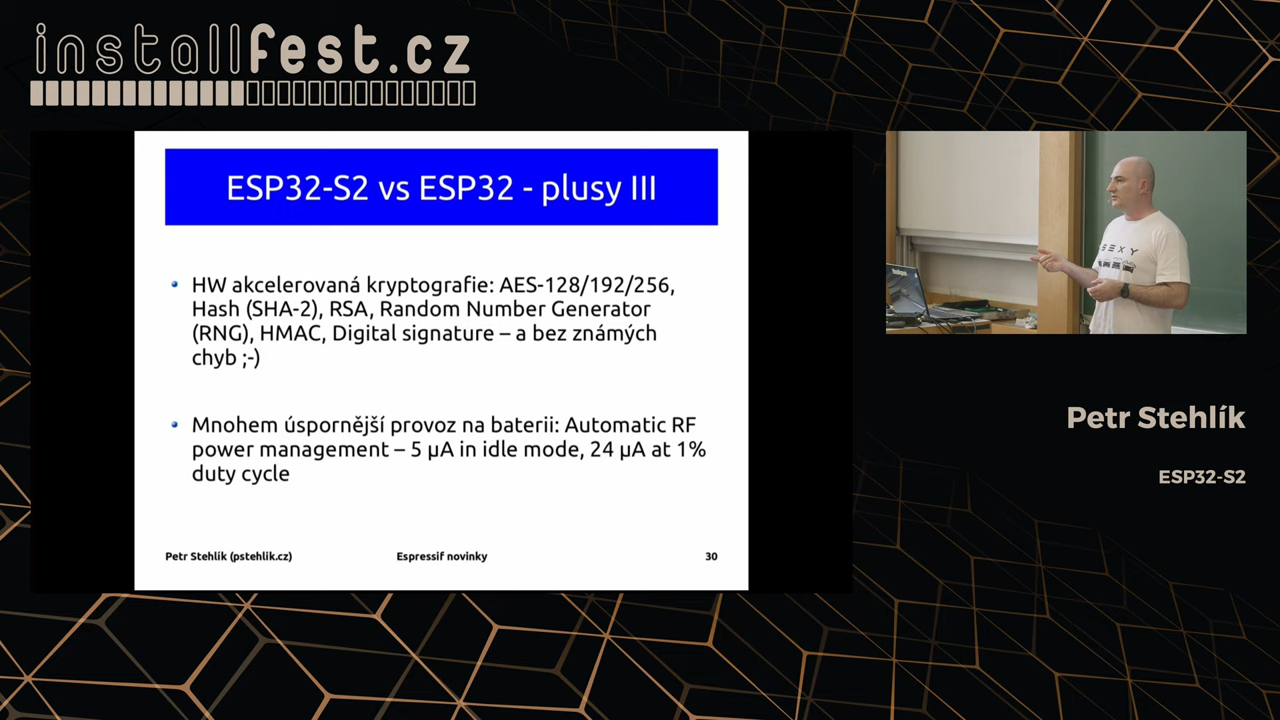 installfest.cz
ESP32-S2 vs ESP32 - plusy III
HW akcelerovaná kryptografie: AES-128/192/256,
Hash (SHA-2), RSA, Random Number Generator
(RNG), HMAC, Digital signature – a bez známých
chyb ;-)
Mnohem úspornější provoz na baterii: Automatic RF
power management – 5 µA in idle mode, 24 µA at 1%
duty cycle
Petr Stehlík (pstehlik.cz)
Espressif novinky
30
SEXY
Petr Stehlík
ESP32-S2